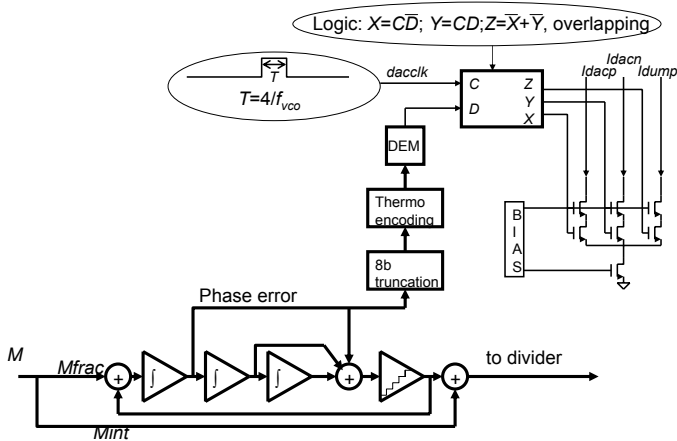 Logic: X=CD̅; Y=CD;Z=X̅+Y̅, overlapping
T
T=4/fvco
dacclk
C
D
Z
Y
X
Idacp
Idacn
Idump
DEM
Thermo
encoding
8b
truncation
B
I
A
S
Phase error
M
Mfrac
+
∫
∫
∫
+
+
to divider
Mint